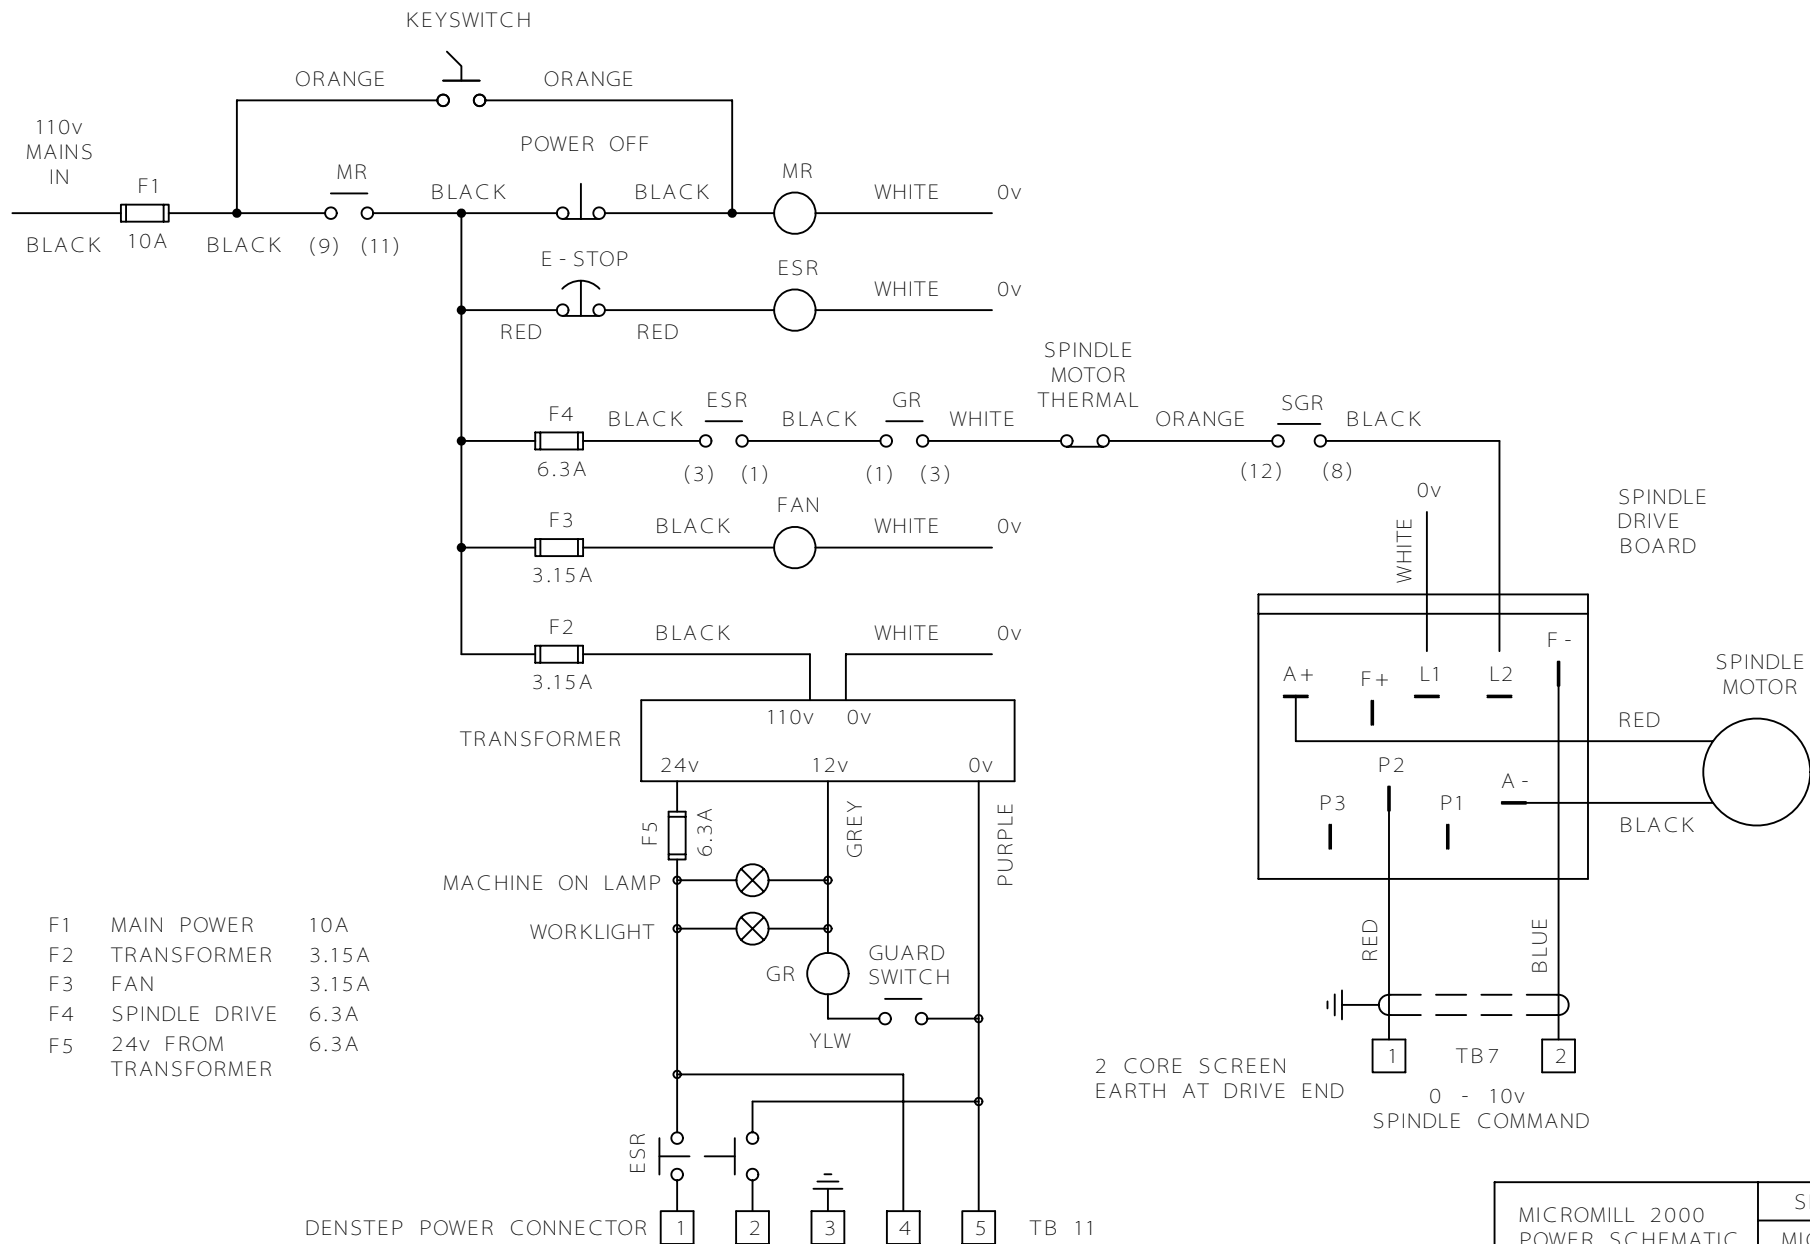 KEYSWITCH
ORANGE ORANGE
110v
MAINS
IN
POWER OFF
F1
MR
BLACK
BLACK
MR
WHITE 0v
BLACK
10A
BLACK
(9) (11)
E - STOP
ESR
WHITE 0v
RED RED
SPINDLE
MOTOR
THERMAL
F4
BLACK
ESR
BLACK
GR
WHITE
ORANGE
SGR
BLACK
6.3A
(3) (1)
(1) (3)
(12) (8)
F3
BLACK
FAN
WHITE 0v
3.15A
0v
WHITE
SPINDLE
DRIVE
BOARD
F2
BLACK
WHITE 0v
3.15A
110v 0v
TRANSFORMER
24v 12v 0v
A+
F+
L1
L2
F -
SPINDLE
MOTOR
RED
P2
A -
P3
P1
BLACK
F5
6.3A
GREY
PURPLE
MACHINE ON LAMP
WORKLIGHT
GR
GUARD
SWITCH
YLW
F1 MAIN POWER 10A
F2 TRANSFORMER 3.15A
F3 FAN 3.15A
F4 SPINDLE DRIVE 6.3A
F5 24v FROM 6.3A
TRANSFORMER
RED
BLUE
2 CORE SCREEN
EARTH AT DRIVE END
1 TB7 2
0 - 10v
SPINDLE COMMAND
ESR
DENSTEP POWER CONNECTOR 1 2 3 4 5 TB 11
MICROMILL 2000
POWER SCHEMATIC